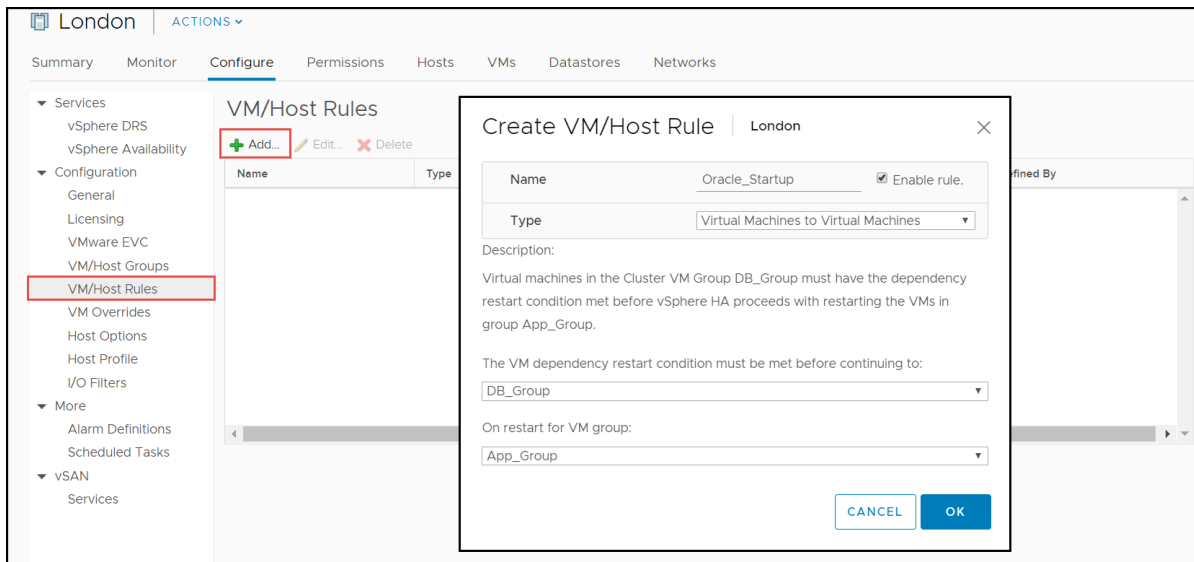 London ACTIONS
Summary Monitor Configure Permissions Hosts VMs Datastores Networks
Services
vSphere DRS
vSphere Availability
Configuration
General
Licensing
VMware EVC
VM/Host Groups
VM/Host Rules
VM Overrides
Host Options
Host Profile
I/O Filters
More
Alarm Definitions
Scheduled Tasks
vSAN
Services
VM/Host Rules
Add... Edit... Delete
Name Type
Create VM/Host Rule London
Name Oracle_Startup Enable rule.
Type Virtual Machines to Virtual Machines
Description:
Virtual machines in the Cluster VM Group DB_Group must have the dependency
restart condition met before vSphere HA proceeds with restarting the VMs in
group App_Group.
The VM dependency restart condition must be met before continuing to:
DB_Group
On restart for VM group:
App_Group
CANCEL OK
By